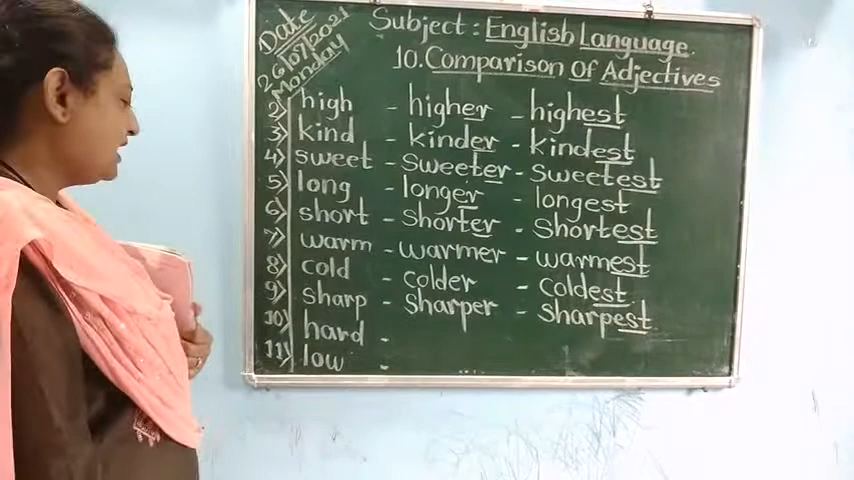 Date
26/07/2021
Monday
Subject: English Language
10. Comparison of Adjectives
2) high - higher - highest
3) kind - kinder - kindest
4) sweet - sweeter - sweetest
5) long - longer - longest
6) short - shorter - shortest
7) warm - warmer - warmest
8) cold - colder - coldest
9) sharp - sharper - sharpest
10) hard -
11) low -